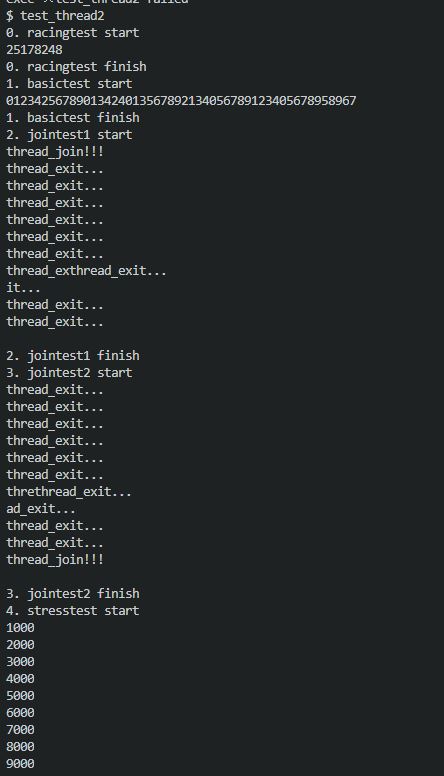 exec ^test_thread2 failed
$ test_thread2
0. racingtest start
25178248
0. racingtest finish
1. basictest start
01234256789013424013567892134056789123405678958967
1. basictest finish
2. jointest1 start
thread_join!!!
thread_exit...
thread_exit...
thread_exit...
thread_exit...
thread_exit...
thread_exit...
thread_exthread_exit...
it...
thread_exit...
thread_exit...
2. jointest1 finish
3. jointest2 start
thread_exit...
thread_exit...
thread_exit...
thread_exit...
thread_exit...
thread_exit...
threthread_exit...
ad_exit...
thread_exit...
thread_exit...
thread_join!!!
3. jointest2 finish
4. stresstest start
1000
2000
3000
4000
5000
6000
7000
8000
9000